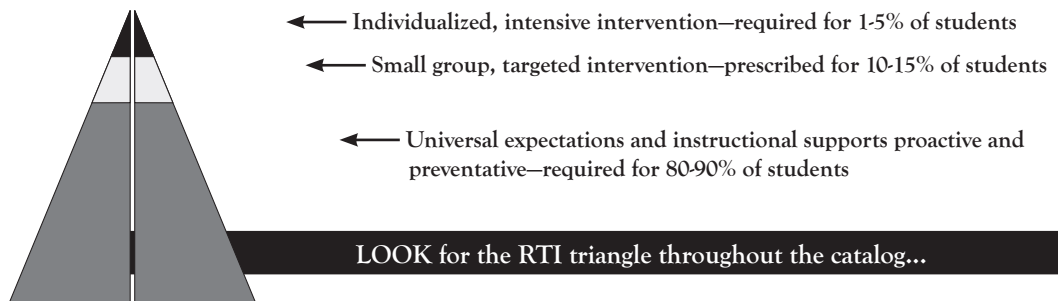 Individualized, intensive intervention—required for 1-5% of students
Small group, targeted intervention—prescribed for 10-15% of students
Universal expectations and instructional supports proactive and
preventative—required for 80-90% of students
LOOK for the RTI triangle throughout the catalog...